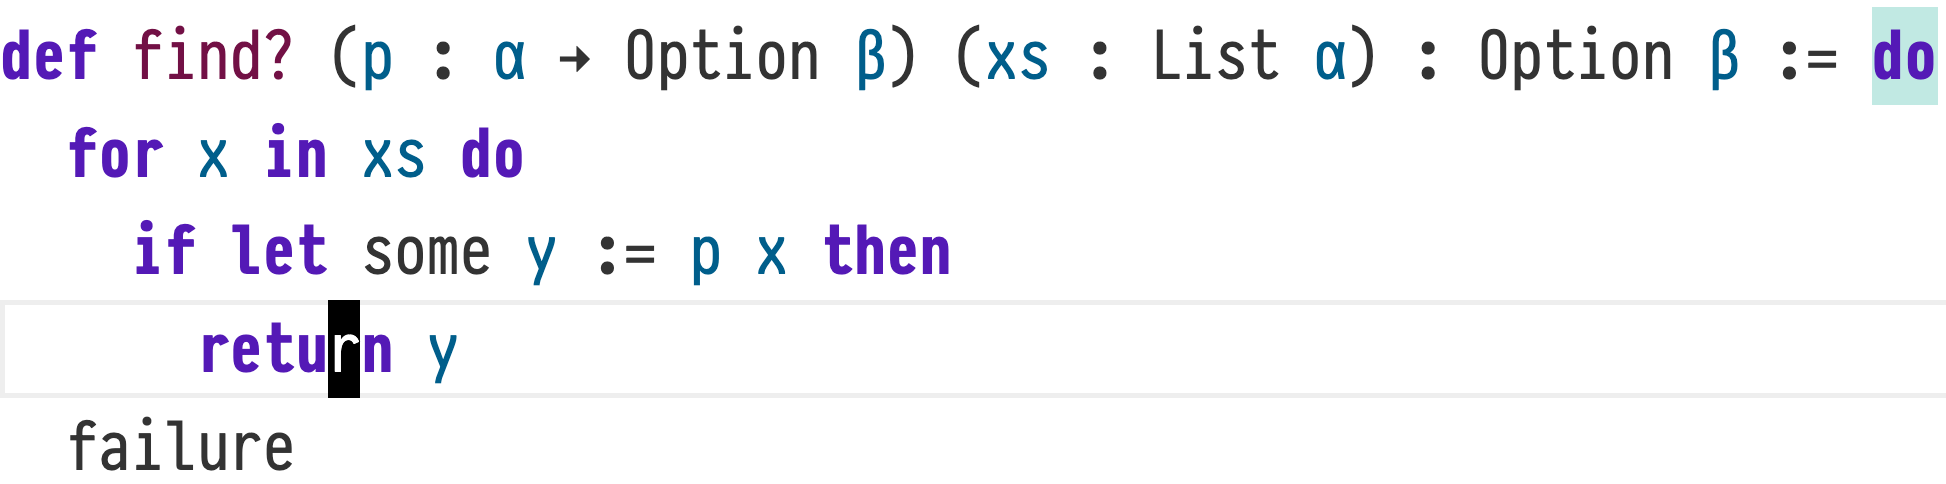 def find? (p : α → Option β) (xs : List α) : Option β := do
  for x in xs do
    if let some y := p x then
      return y
  failure